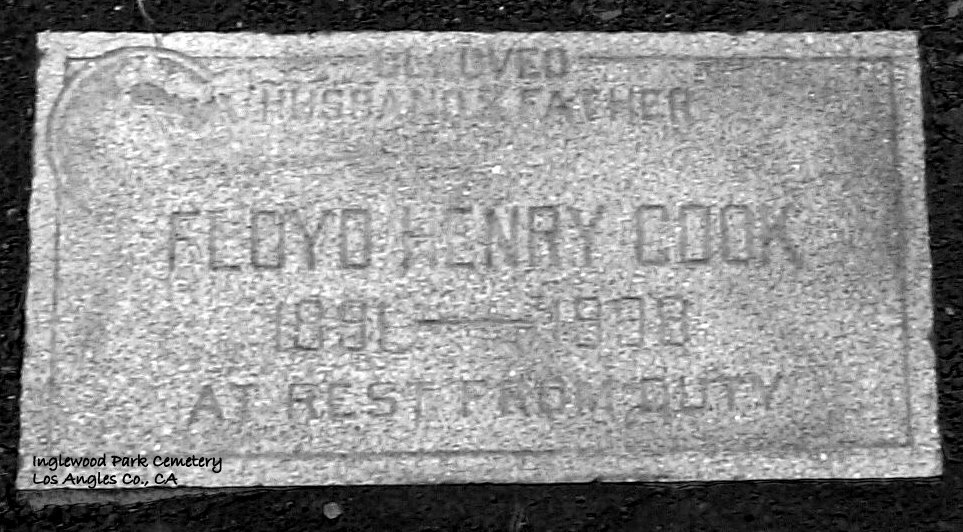 BELOVED
HUSBAND & FATHER
FLOYD HENRY COOK
1891 — 1938
AT REST FROM DUTY
Inglewood Park Cemetery
Los Angles Co., CA